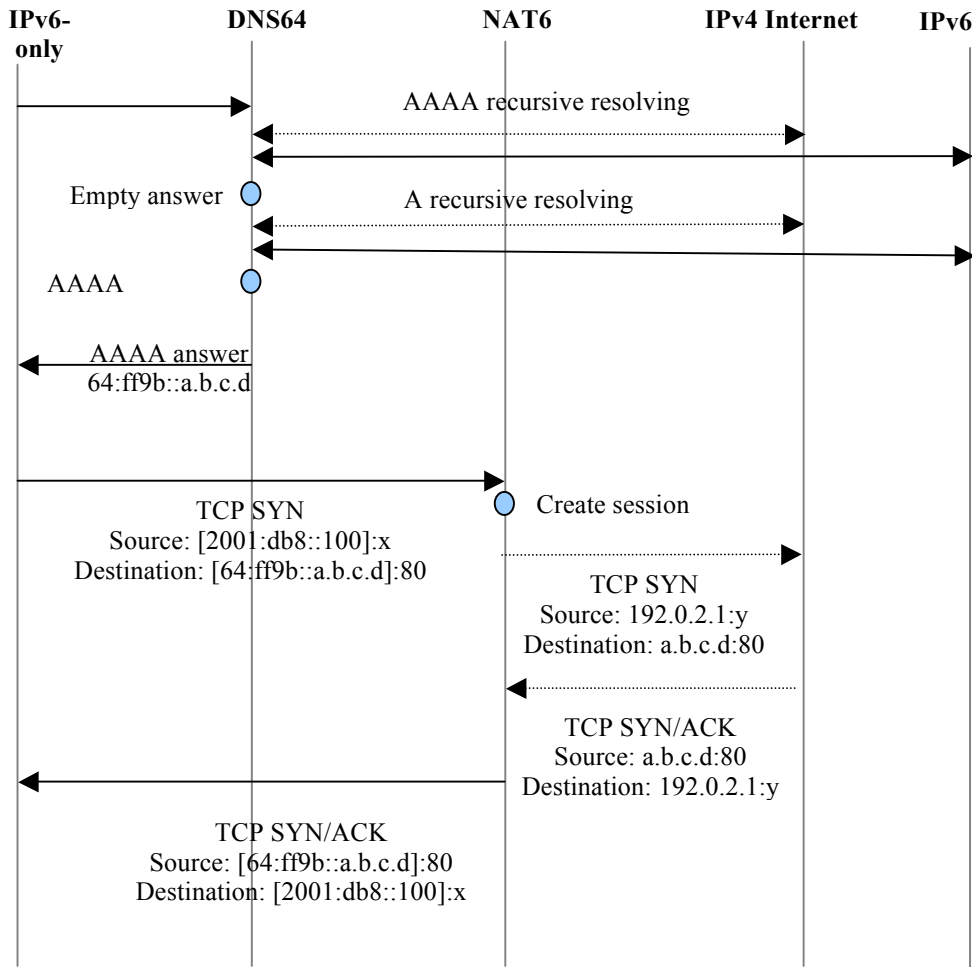 IPv6-
only
DNS64
NAT6
IPv4 Internet
IPv6
AAAA recursive resolving
Empty answer
A recursive resolving
AAAA
AAAA answer
64:ff9b::a.b.c.d
TCP SYN
Source: [2001:db8::100]:x
Destination: [64:ff9b::a.b.c.d]:80
Create session
TCP SYN
Source: 192.0.2.1:y
Destination: a.b.c.d:80
TCP SYN/ACK
Source: a.b.c.d:80
Destination: 192.0.2.1:y
TCP SYN/ACK
Source: [64:ff9b::a.b.c.d]:80
Destination: [2001:db8::100]:x